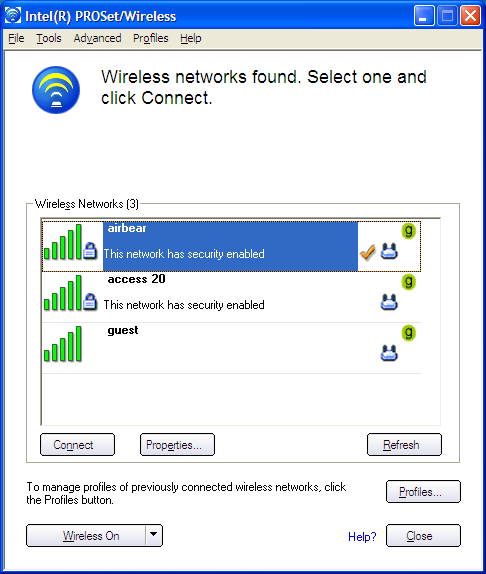 Intel(R) PROSet/Wireless
File Tools Advanced Profiles Help
Wireless networks found. Select one and
click Connect.
Wireless Networks (3)
airbear
g
This network has security enabled
access 20
g
This network has security enabled
guest
g
Connect Properties... Refresh
To manage profiles of previously connected wireless networks, click
the Profiles button.
Profiles...
Wireless On Help? Close